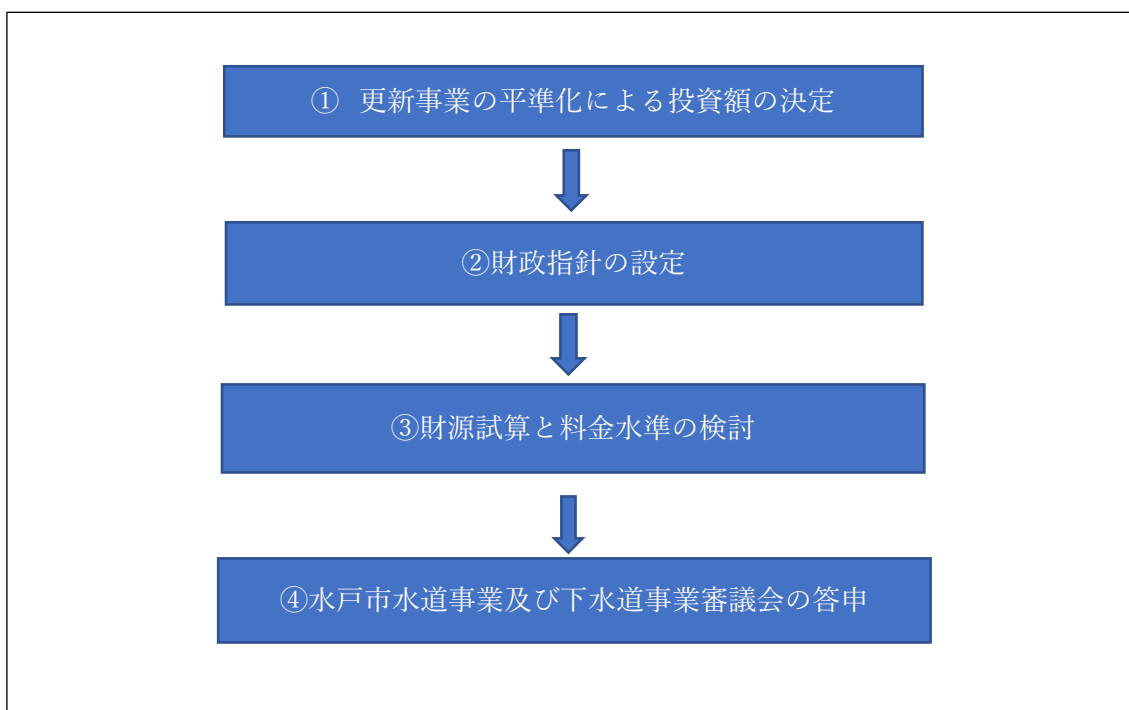 ① 更新事業の平準化による投資額の決定
②財政指針の設定
③財源試算と料金水準の検討
④水戸市水道事業及び下水道事業審議会の答申